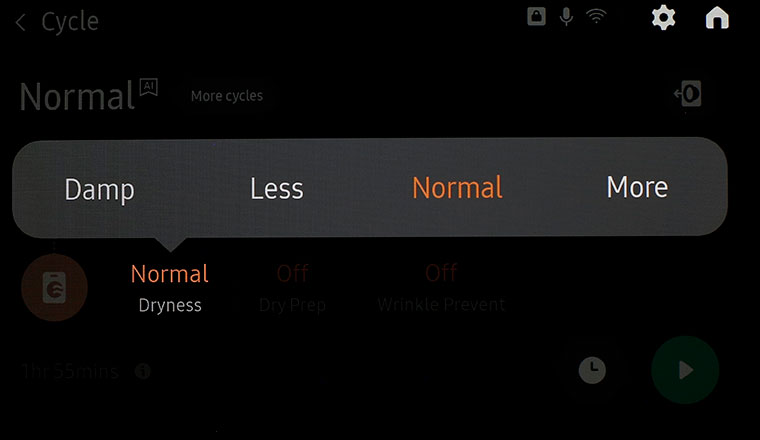 Cycle
Normal AI More cycles
Damp Less Normal More
Normal Off Off
Dryness Dry Prep Wrinkle Prevent
1hr 55mins